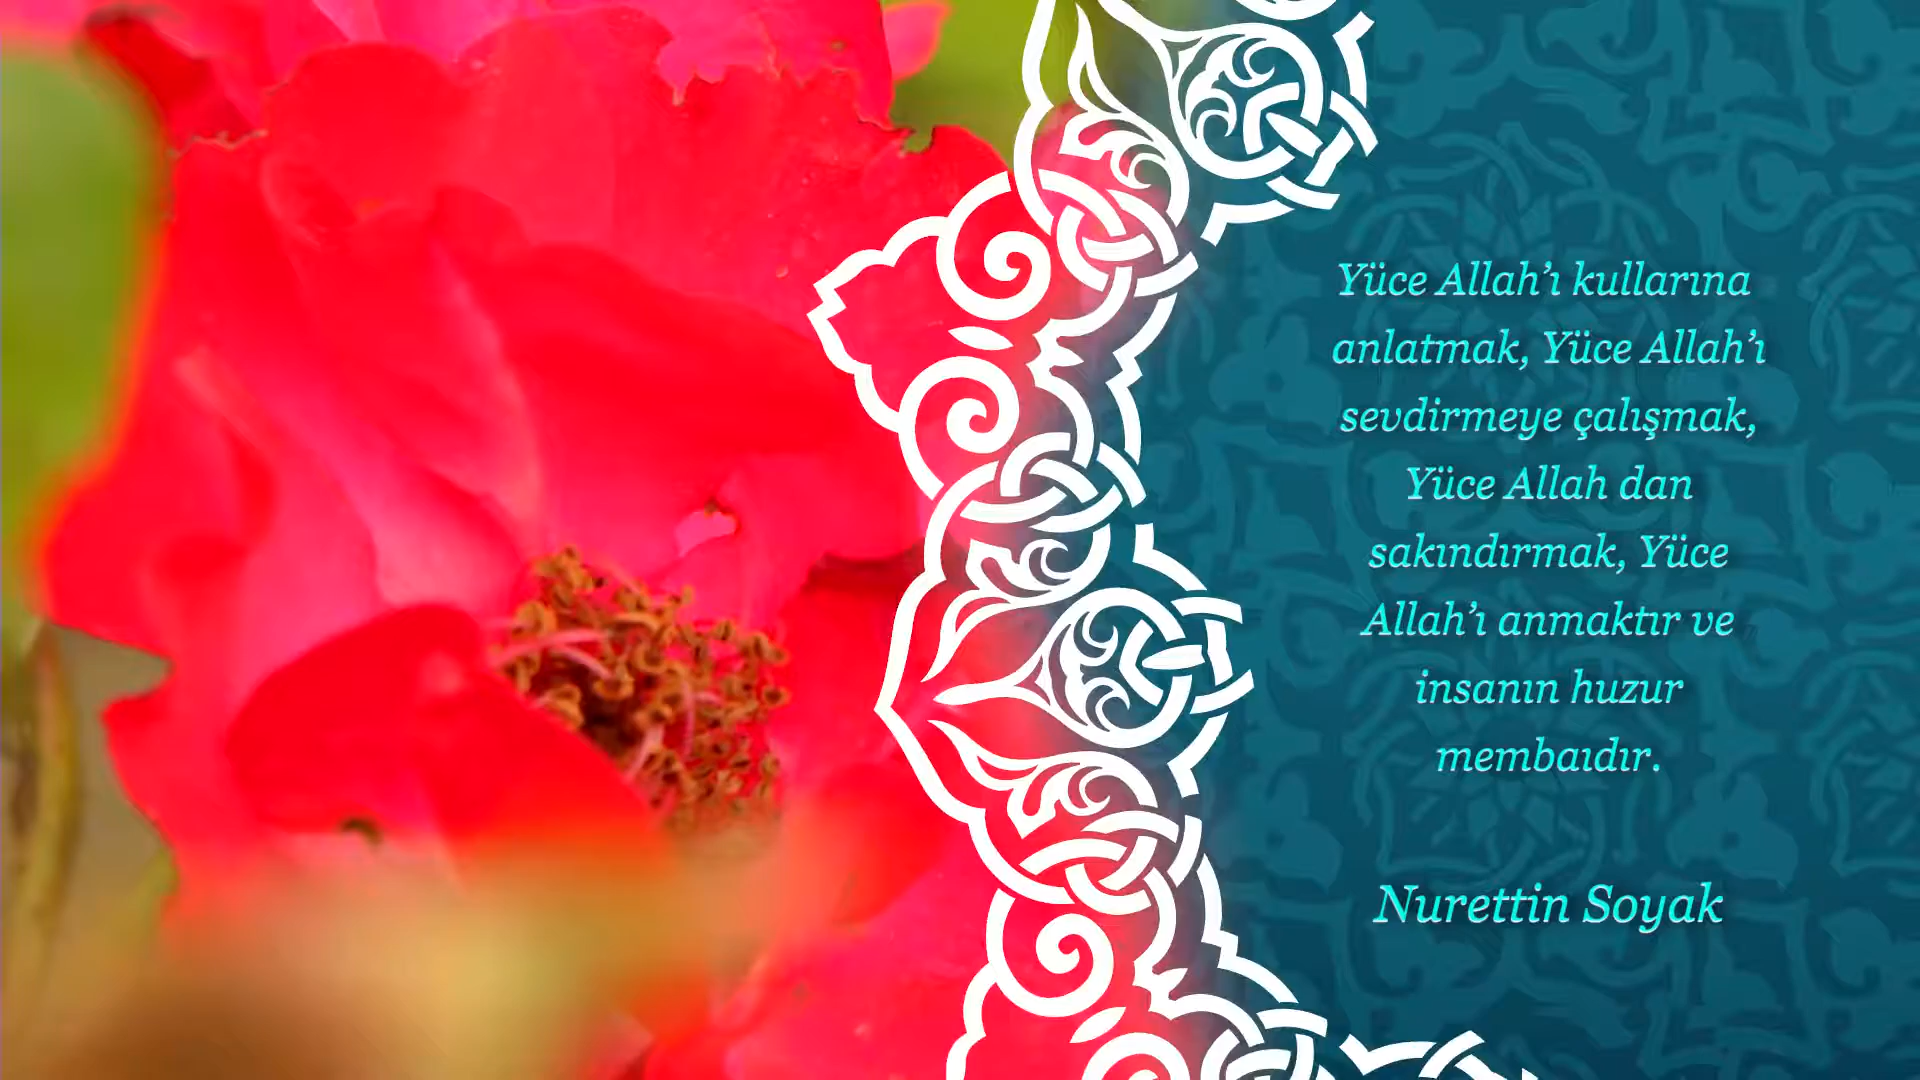 Yüce Allah’ı kullarına
anlatmak, Yüce Allah’ı
sevdirmeye çalışmak,
Yüce Allah dan
sakındırmak, Yüce
Allah’ı anmaktır ve
insanın huzur
membaıdır.
Nurettin Soyak